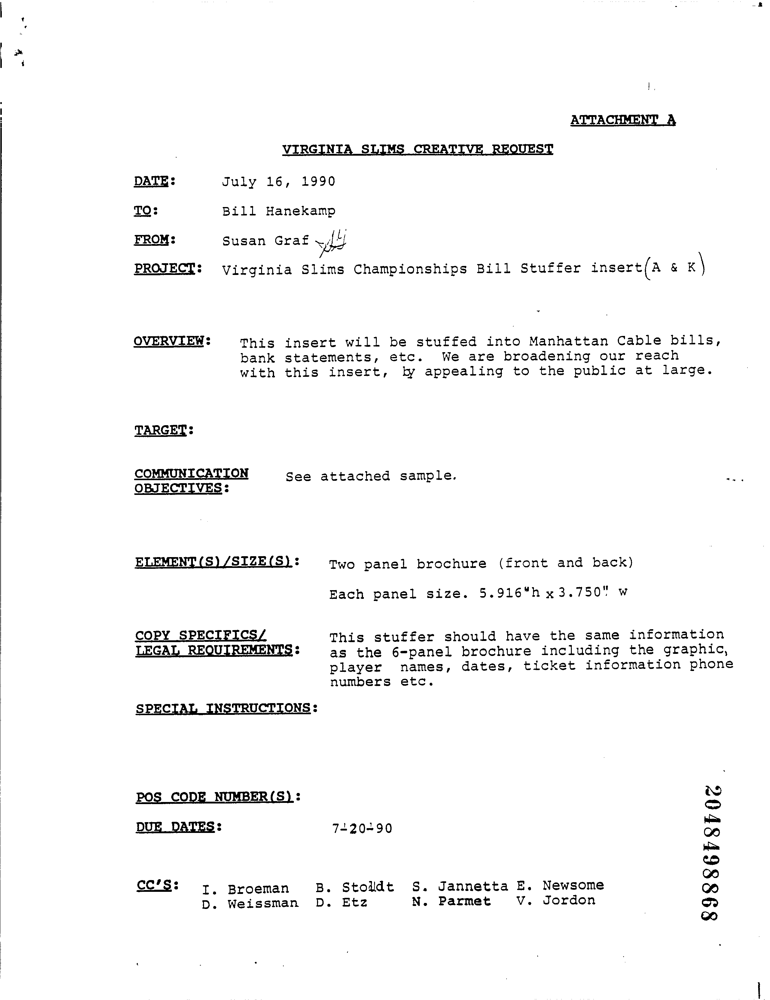 ATTACHMENT A
VIRGINIA SLIMS CREATIVE REQUEST
DATE: July 16, 1990
TO: Bill Hanekamp
FROM: Susan Graf
PROJECT: Virginia Slims Championships Bill Stuffer insert (A & K)
OVERVIEW: This insert will be stuffed into Manhattan Cable bills,
bank statements, etc. We are broadening our reach
with this insert, by appealing to the public at large.
TARGET:
COMMUNICATION
OBJECTIVES: See attached sample.
ELEMENT(S)/SIZE(S): Two panel brochure (front and back)
Each panel size. 5.916"h x 3.750" w
COPY SPECIFICS/ This stuffer should have the same information
LEGAL REQUIREMENTS: as the 6-panel brochure including the graphic,
player names, dates, ticket information phone
numbers etc.
SPECIAL INSTRUCTIONS:
POS CODE NUMBER(S):
DUE DATES: 7-20-90
CC'S: I. Broeman B. Stoldt S. Jannetta E. Newsome
D. Weissman D. Etz N. Parmet V. Jordon
2048498868